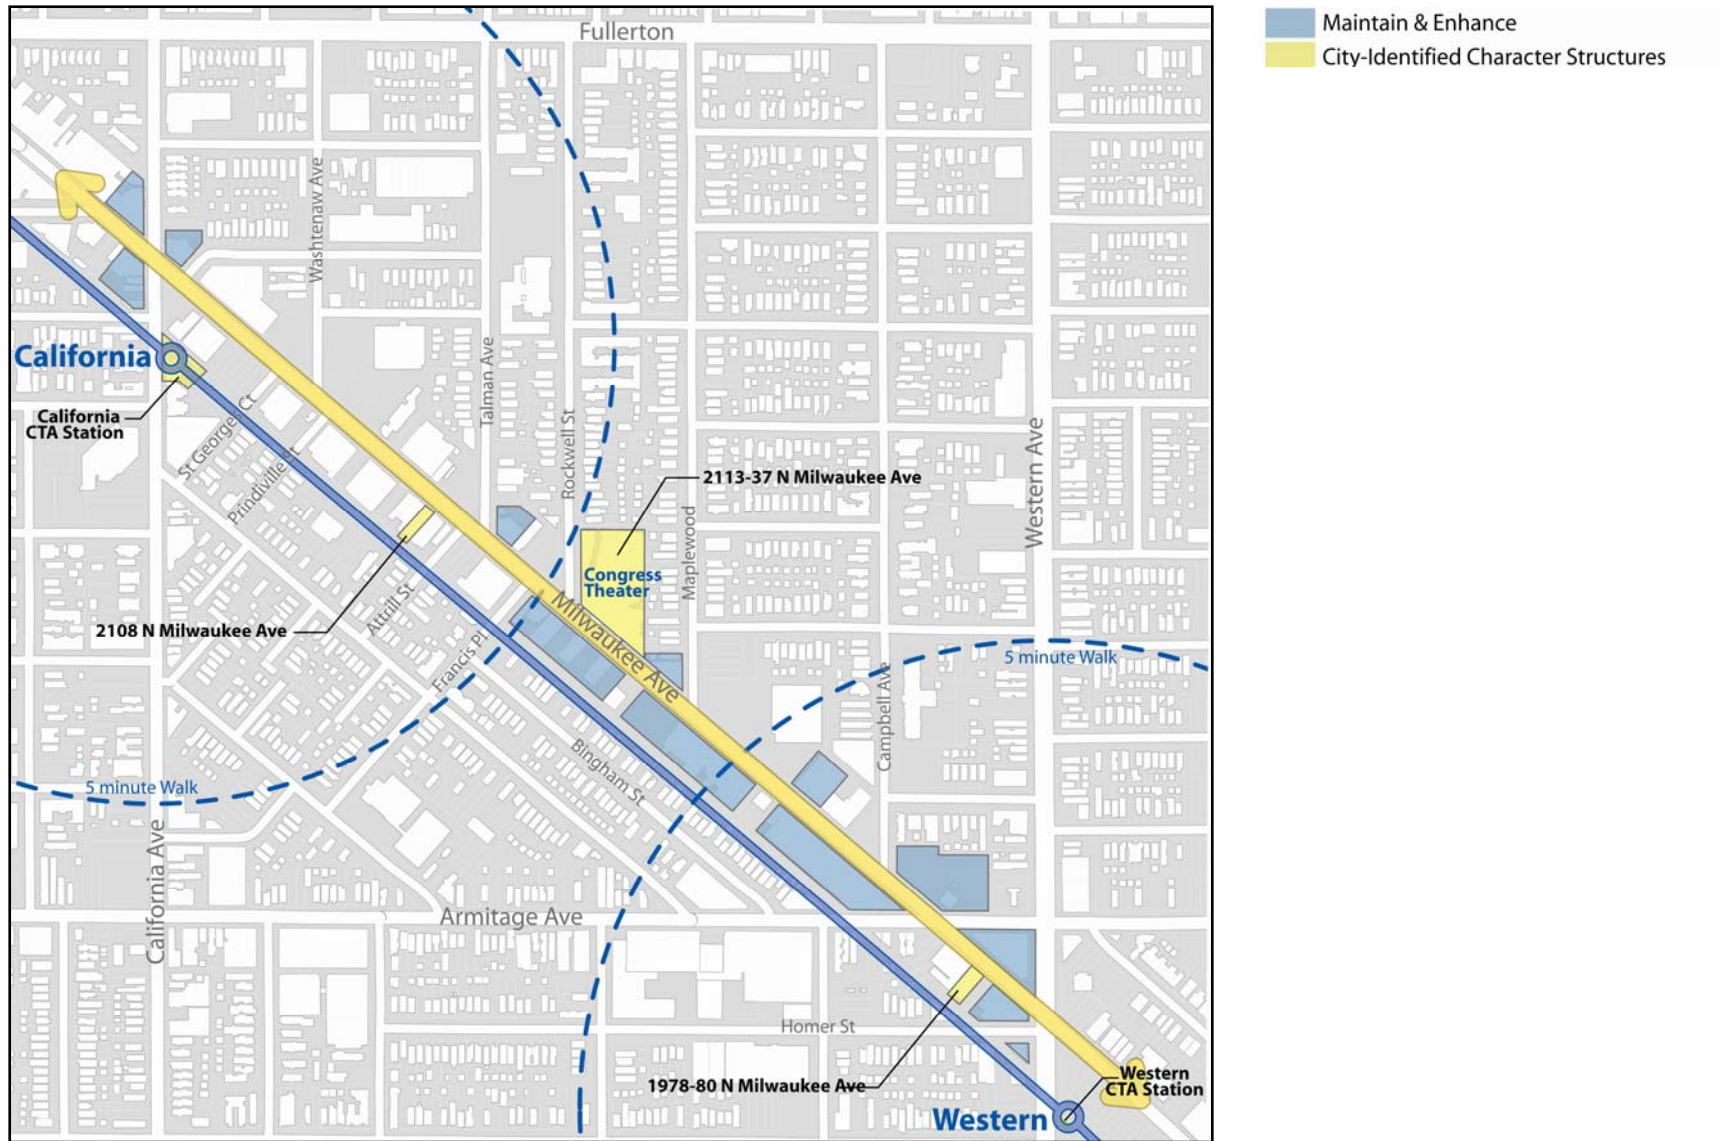 Fullerton
Maintain & Enhance
City-Identified Character Structures
Washtenaw Ave
California
California
CTA Station
St George Ct
Prindiville St
Talman Ave
Rockwell St
2113-37 N Milwaukee Ave
Western Ave
Maplewood
Congress
Theater
Milwaukee Ave
2108 N Milwaukee Ave
Attrill St
Francis Pl
5 minute Walk
Campbell Ave
Bingham St
5 minute Walk
California Ave
Armitage Ave
Homer St
1978-80 N Milwaukee Ave
Western
CTA Station
Western